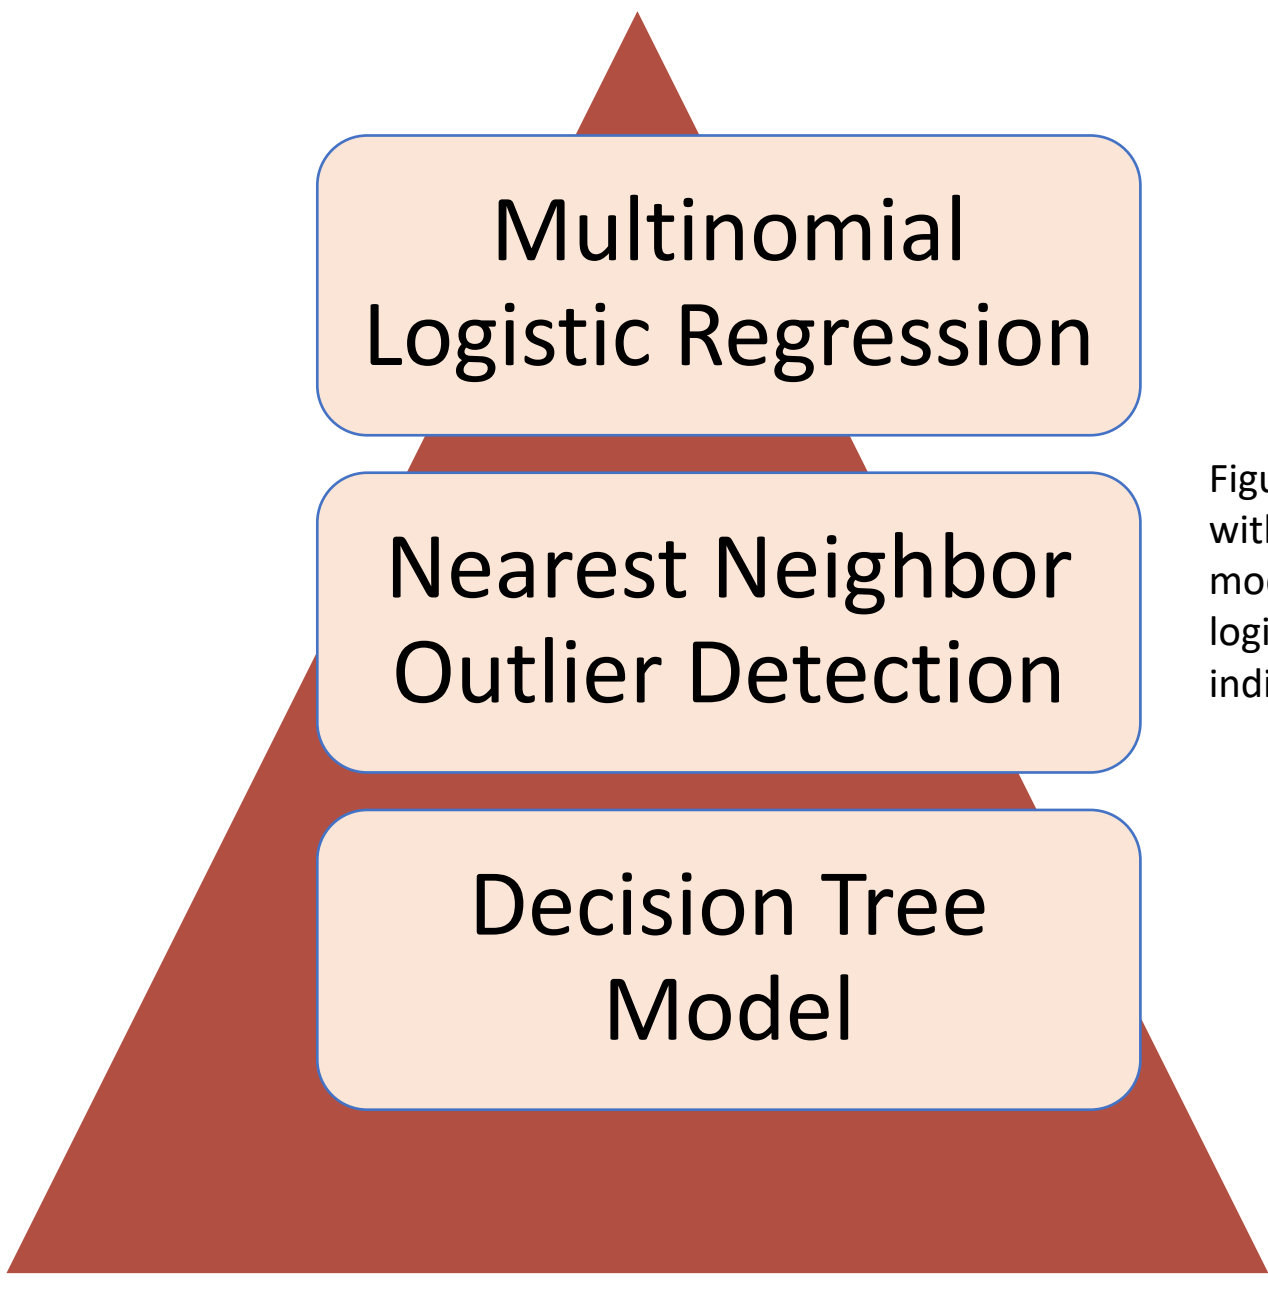 Multinomial
Logistic Regression
Nearest Neighbor
Outlier Detection
Decision Tree
Model